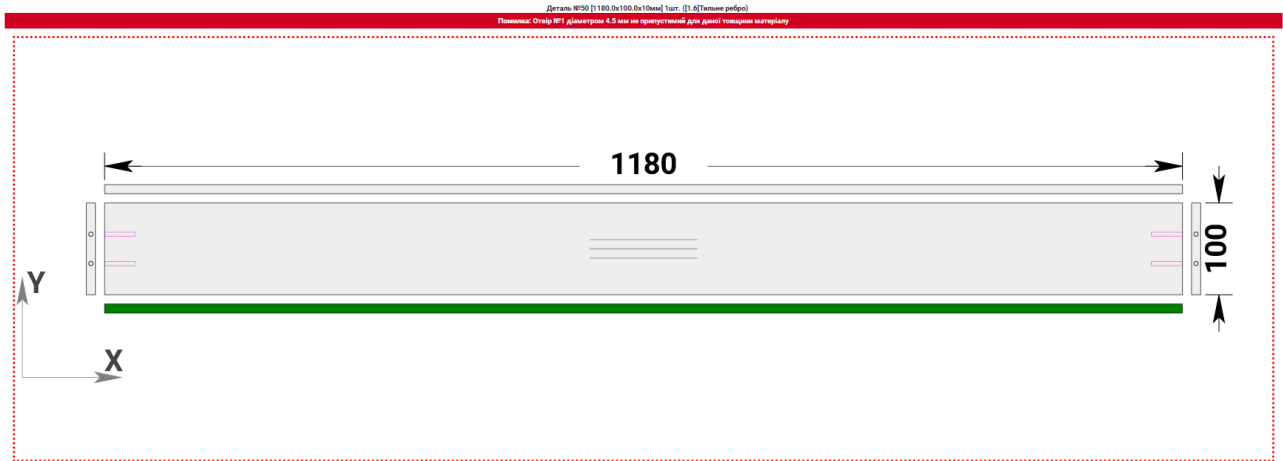 Деталь №50 [1180.0x100.0x10мм] 1шт. ([1.6]Тильне ребро)
Помилка: Отвір №1 діаметром 4.5 мм не припустимий для даної товщини матеріалу
1180
100
Y
X